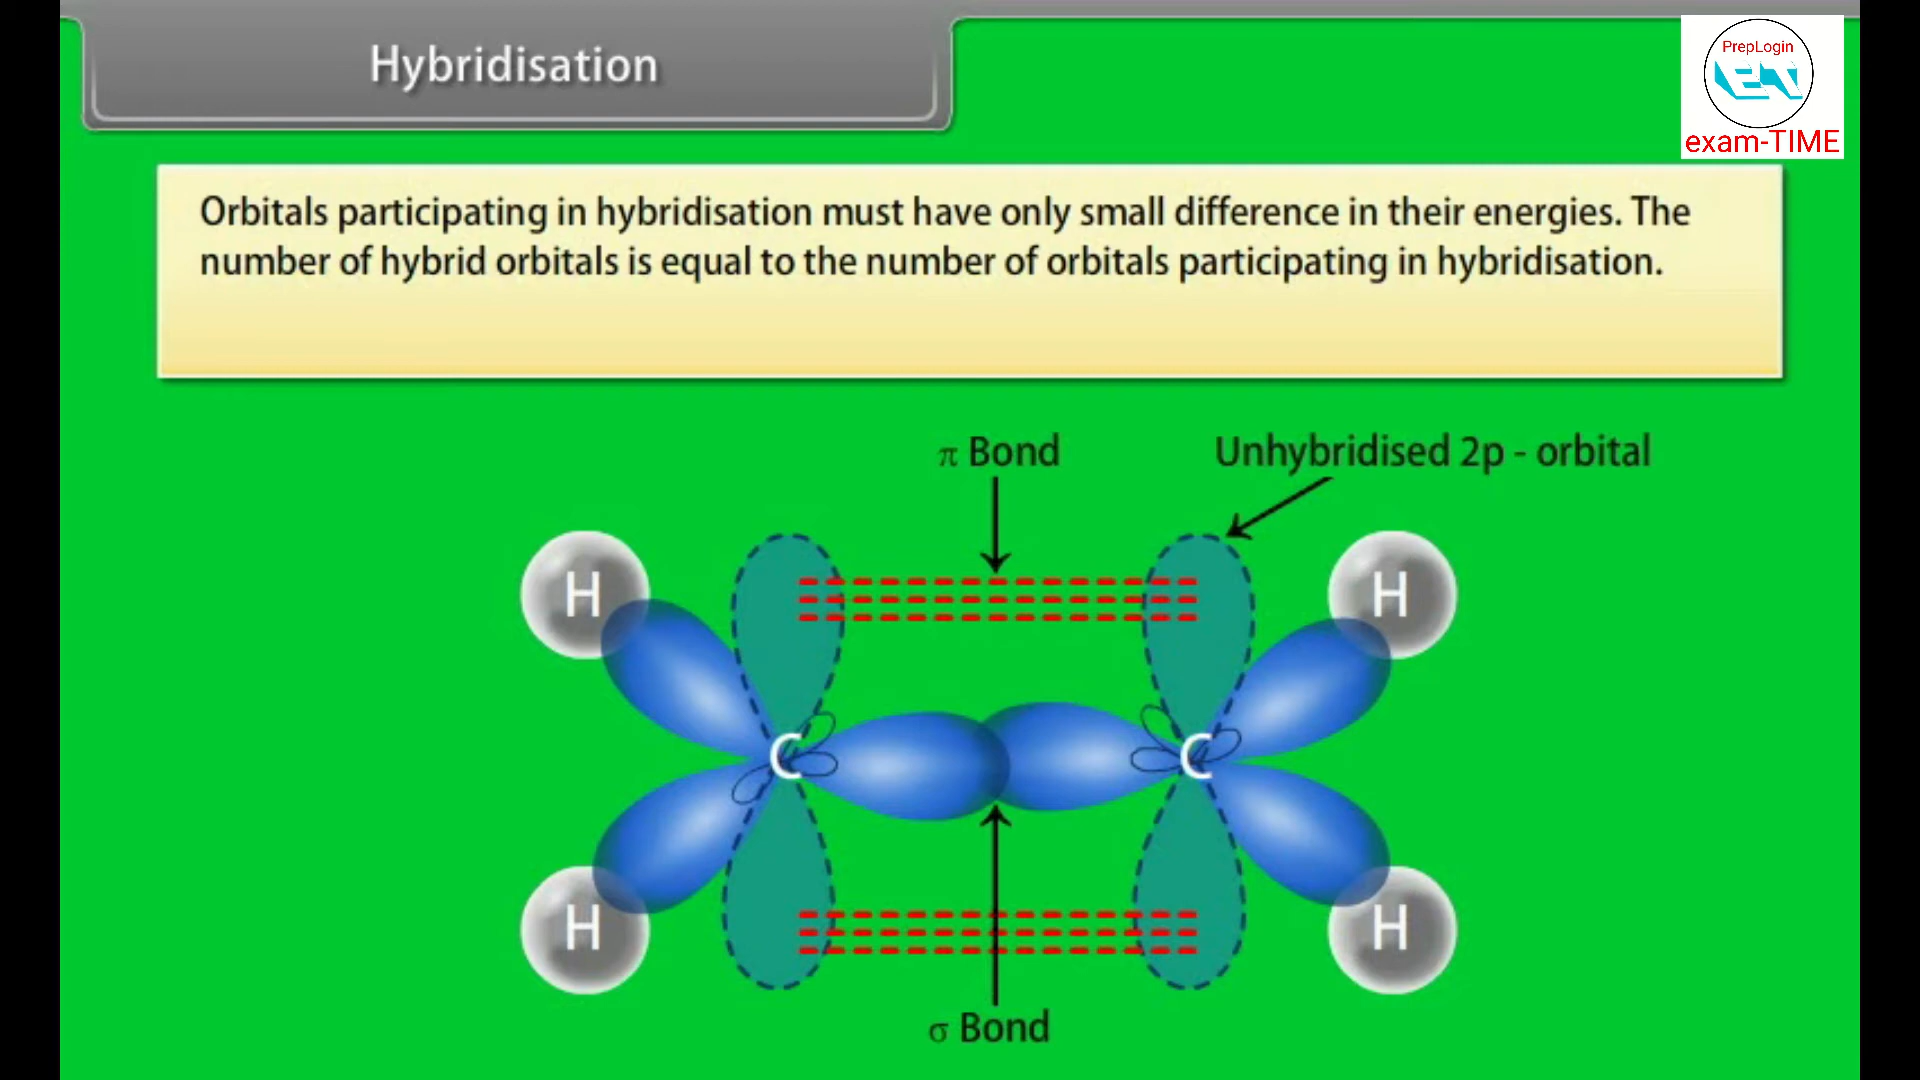 Hybridisation
PrepLogin
exam-TIME
Orbitals participating in hybridisation must have only small difference in their energies. The
number of hybrid orbitals is equal to the number of orbitals participating in hybridisation.
π Bond
Unhybridised 2p - orbital
H
H
C
C
H
H
σ Bond